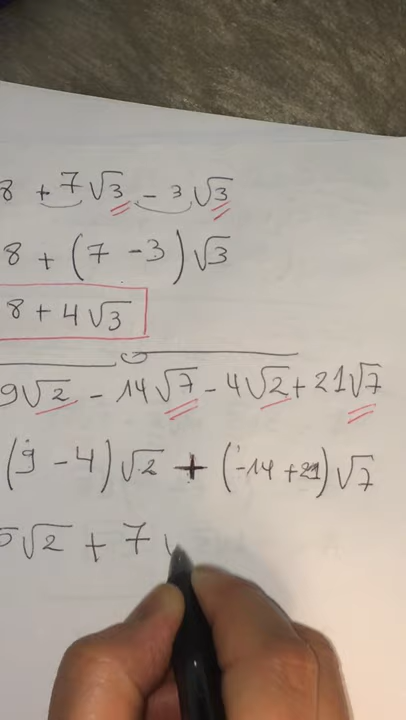 8 + 7√3 - 3√3
8 + (7 - 3)√3
8 + 4√3
9√2 - 14√7 - 4√2 + 21√7
(9 - 4)√2 + (-14 + 21)√7
5√2 + 7√